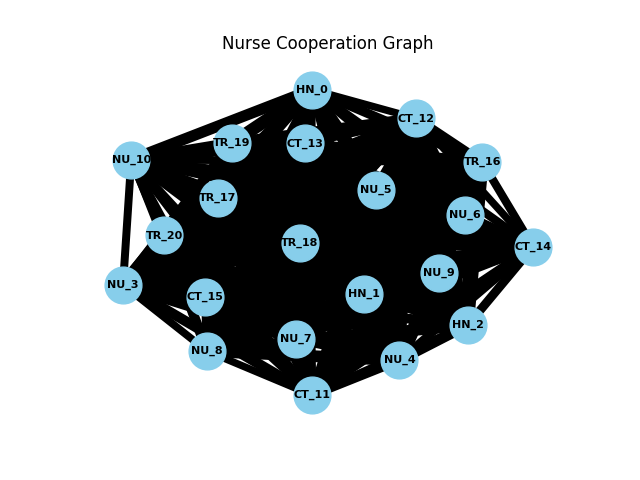 Nurse Cooperation Graph
HN_0
CT_12
TR_19
CT_13
NU_10
TR_16
NU_5
TR_17
NU_6
TR_20
TR_18
CT_14
NU_9
NU_3
CT_15
HN_1
HN_2
NU_7
NU_8
NU_4
CT_11